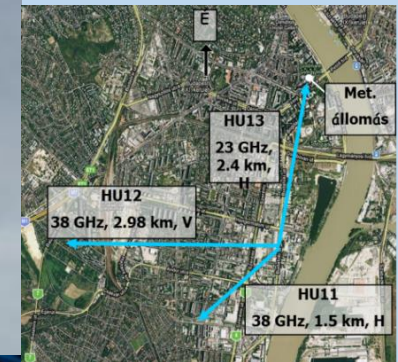 É
Met.
állomás
HU13
23 GHz,
2.4 km,
H
HU12
38 GHz, 2.98 km, V
HU11
38 GHz, 1.5 km, H